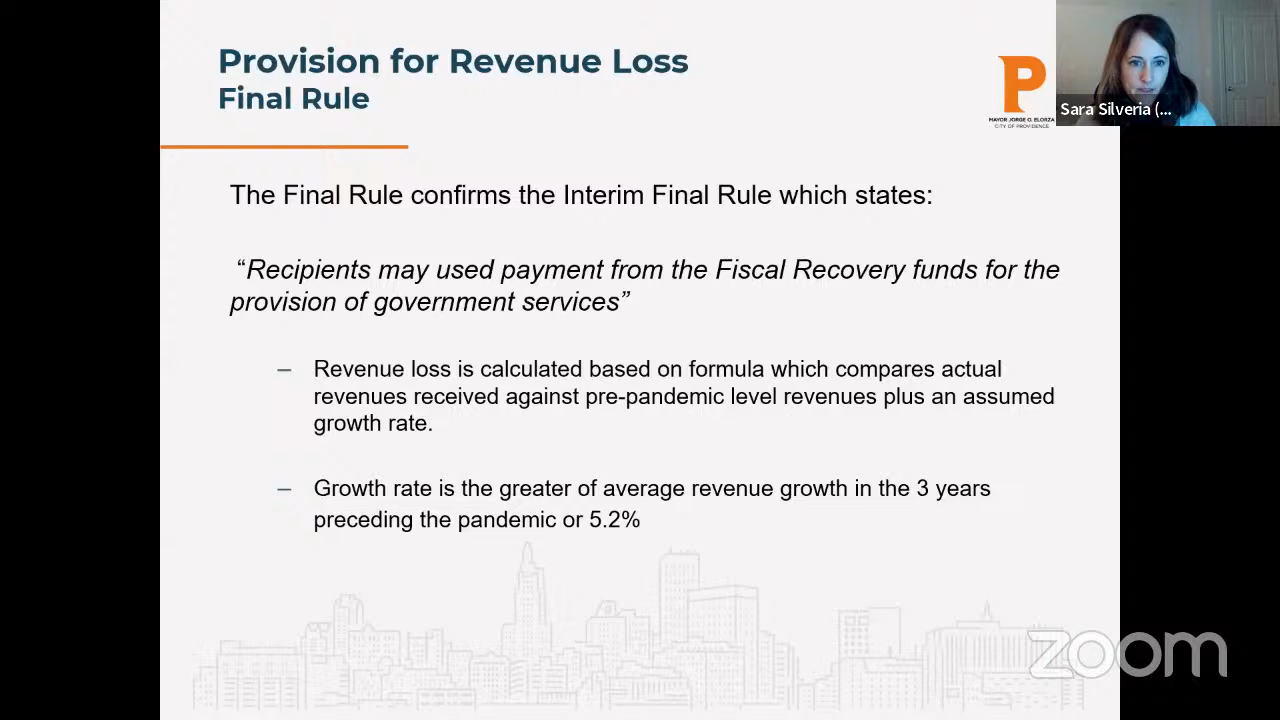 Provision for Revenue Loss
Final Rule
P
MAYOR JORGE O. ELORZA
CITY OF PROVIDENCE
Sara Silveria (...
The Final Rule confirms the Interim Final Rule which states:
“Recipients may used payment from the Fiscal Recovery funds for the
provision of government services”
– Revenue loss is calculated based on formula which compares actual
revenues received against pre-pandemic level revenues plus an assumed
growth rate.
– Growth rate is the greater of average revenue growth in the 3 years
preceding the pandemic or 5.2%
zoom